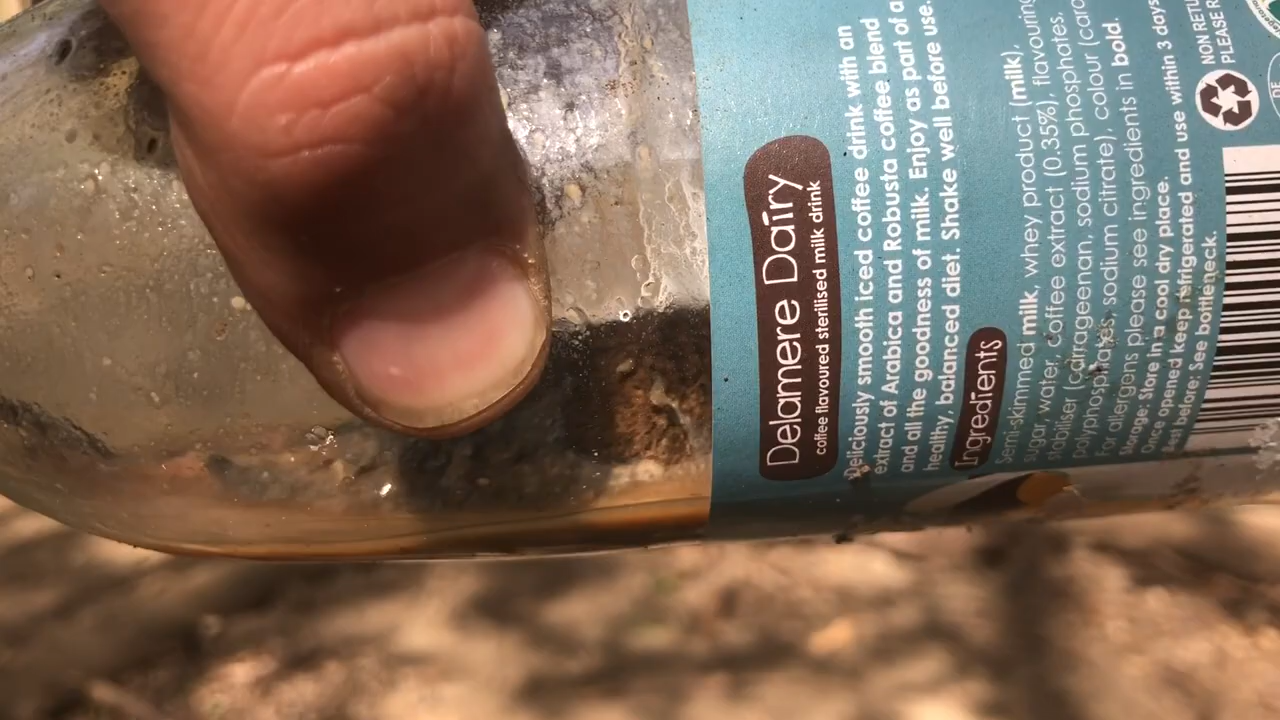 Delamere Dairy
coffee flavoured sterilised milk drink
Deliciously smooth iced coffee drink with an
extract of Arabica and Robusta coffee blend
and all the goodness of milk. Enjoy as part of a
healthy, balanced diet. Shake well before use.
Ingredients
Semi-skimmed milk, whey product (milk),
sugar, water, coffee extract (0.35%), flavouring
stabiliser (carrageenan, sodium phosphates,
polyphosphates, sodium citrate), colour
For allergens please see ingredients in bold.
Storage: Store in a cool dry place.
Once opened keep refrigerated and use within 3 days
Best before: See bottleneck.
NON
PLEASE